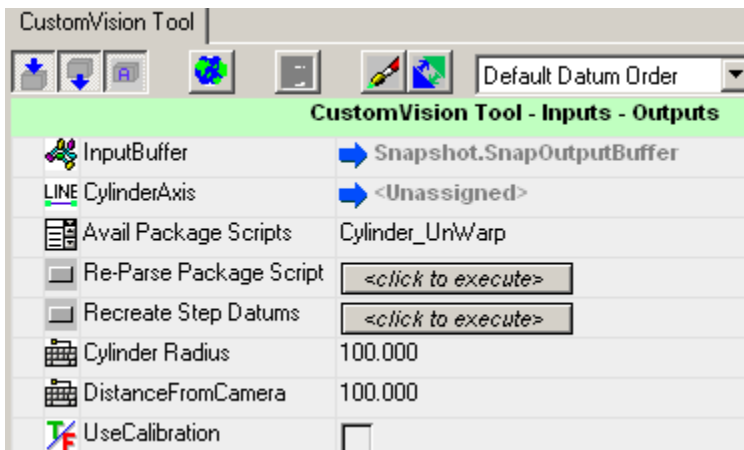 CustomVision Tool
A
Default Datum Order
CustomVision Tool - Inputs - Outputs
InputBuffer Snapshot.SnapOutputBuffer
LINE CylinderAxis <Unassigned>
Avail Package Scripts Cylinder_UnWarp
Re-Parse Package Script <click to execute>
Recreate Step Datums <click to execute>
Cylinder Radius 100.000
DistanceFromCamera 100.000
T/F UseCalibration